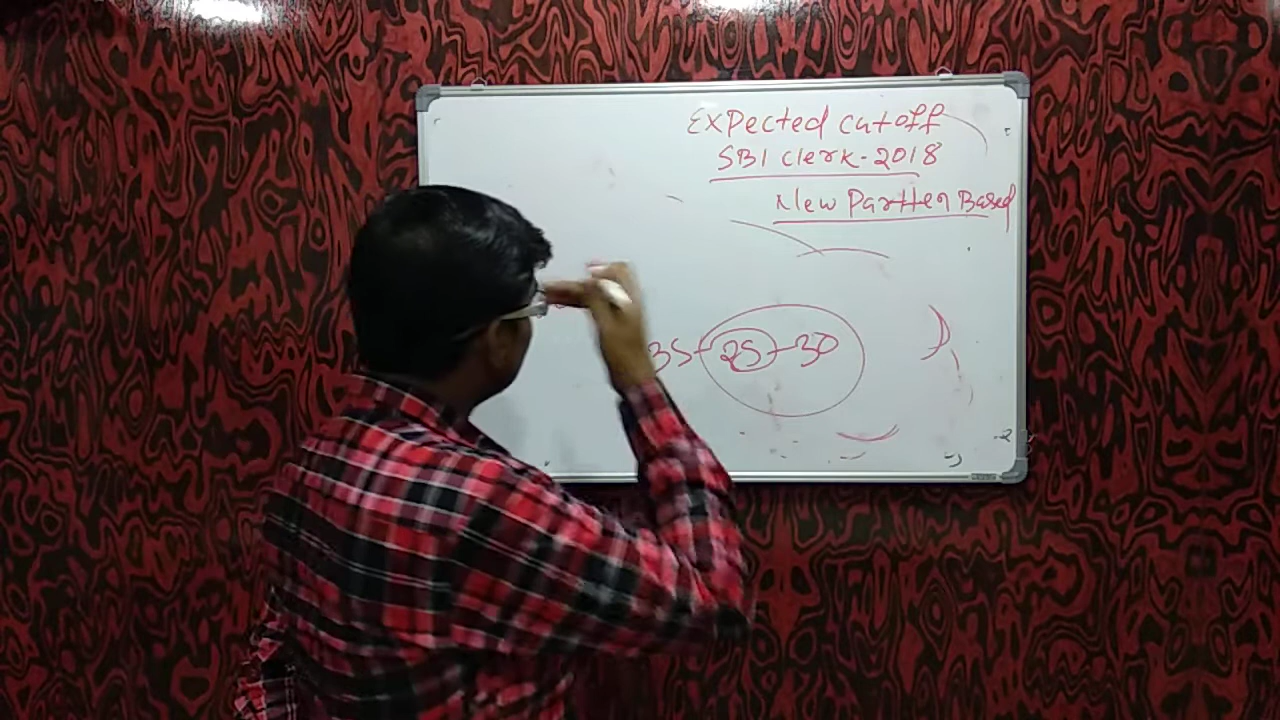 Expected cutoff
SBI Clerk-2018
New Partten Based
35-25-30